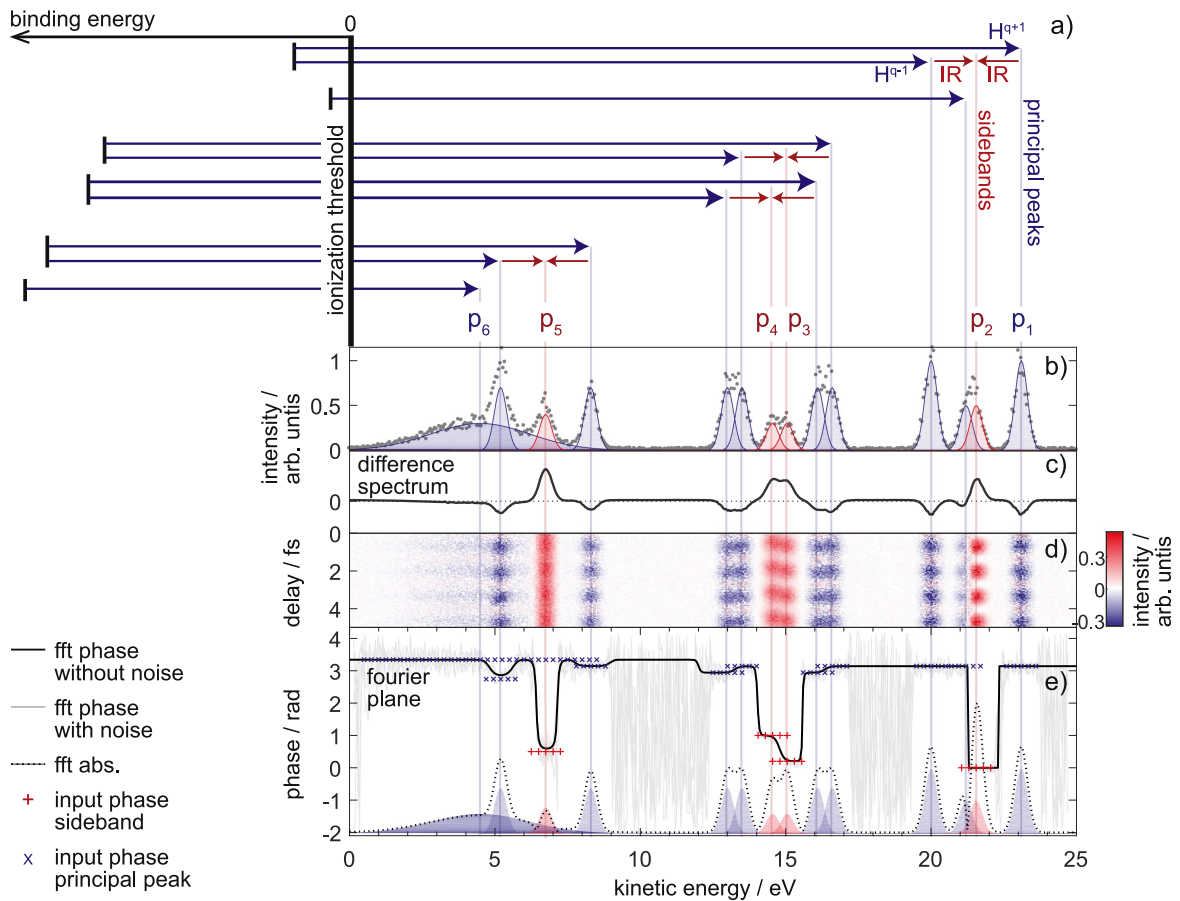 binding energy
0
a)
H^q+1
H^q-1
IR
IR
principal peaks
sidebands
ionization threshold
p6
p5
p4
p3
p2
p1
b)
1
0.5
0
intensity /
arb. untis
c)
difference
spectrum
0
d)
0
2
4
delay / fs
0.3
0
-0.3
intensity /
arb. untis
e)
fourier
plane
4
3
2
1
0
-1
-2
phase / rad
0 5 10 15 20 25
kinetic energy / eV
fft phase
without noise
fft phase
with noise
fft abs.
input phase
sideband
input phase
principal peak